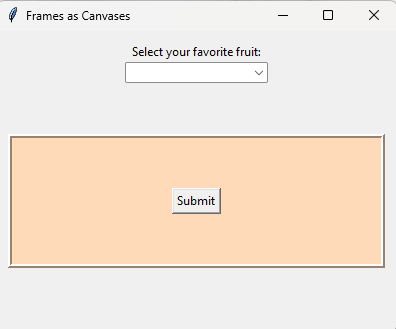 Frames as Canvases
Select your favorite fruit:
Submit